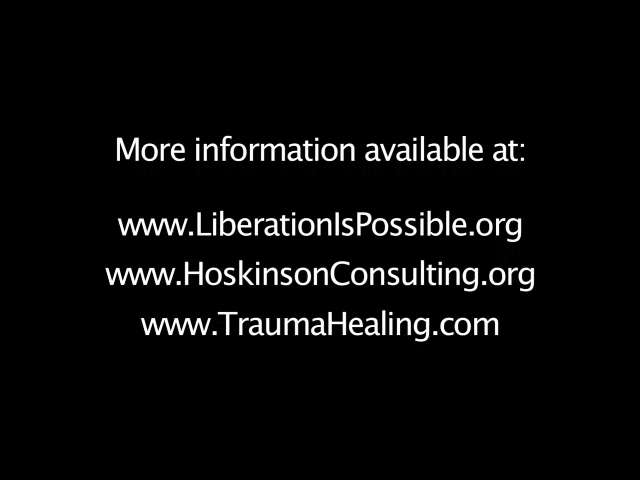 More information available at:
www.LiberationIsPossible.org
www.HoskinsonConsulting.org
www.TraumaHealing.com